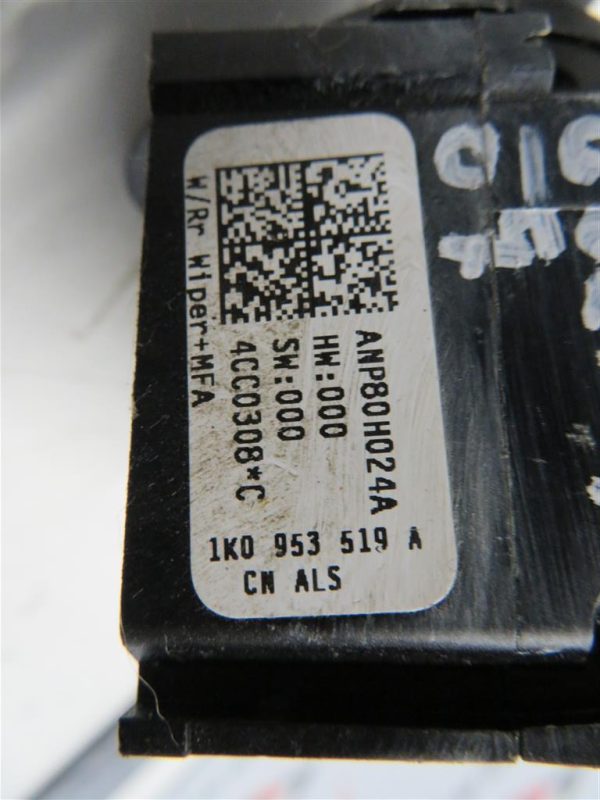 W/Rr Wiper+MFA
4CC0308*C
SW:000
HW:000
ANP80H024A
1K0 953 519 A
CN ALS